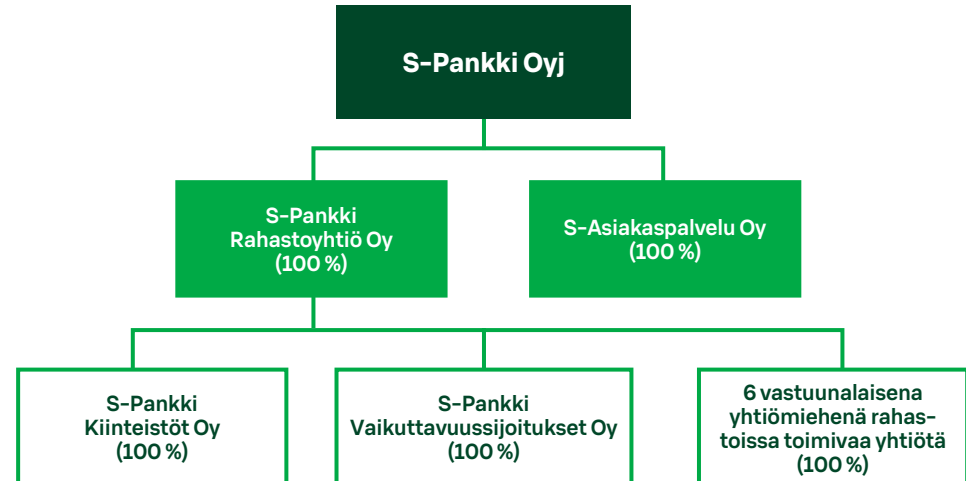 S-Pankki Oyj
S-Pankki
Rahastoyhtiö Oy
(100 %)
S-Asiakaspalvelu Oy
(100 %)
S-Pankki
Kiinteistöt Oy
(100 %)
S-Pankki
Vaikuttavuussijoitukset Oy
(100 %)
6 vastuunalaisena
yhtiömiehenä rahas-
toissa toimivaa yhtiötä
(100 %)